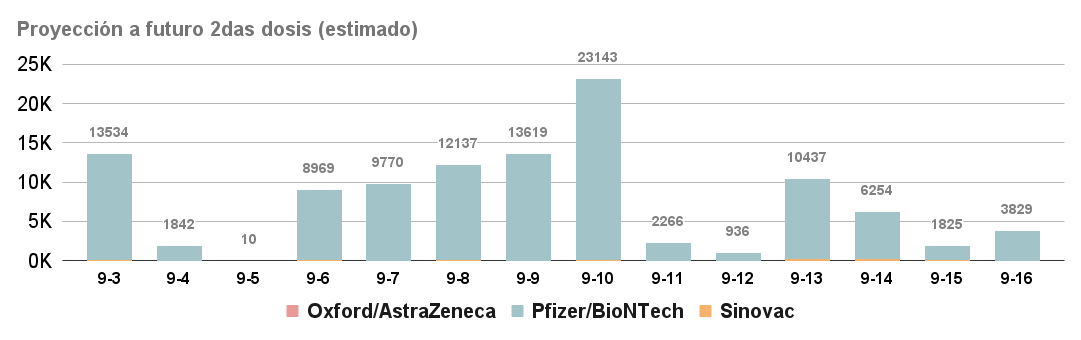 Proyección a futuro 2das dosis (estimado)
25K
20K
15K
10K
5K
0K
13534
1842
10
8969
9770
12137
13619
23143
2266
936
10437
6254
1825
3829
9-3 9-4 9-5 9-6 9-7 9-8 9-9 9-10 9-11 9-12 9-13 9-14 9-15 9-16
Oxford/AstraZeneca Pfizer/BioNTech Sinovac